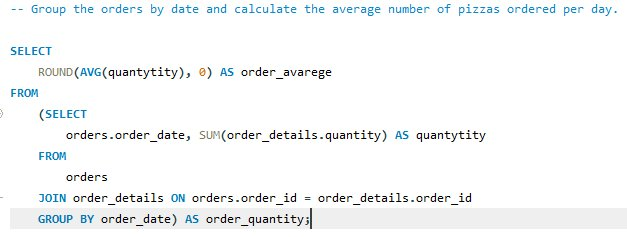 -- Group the orders by date and calculate the average number of pizzas ordered per day.
SELECT
ROUND(AVG(quantytity), 0) AS order_avarege
FROM
(SELECT
orders.order_date, SUM(order_details.quantity) AS quantytity
FROM
orders
JOIN order_details ON orders.order_id = order_details.order_id
GROUP BY order_date) AS order_quantity;